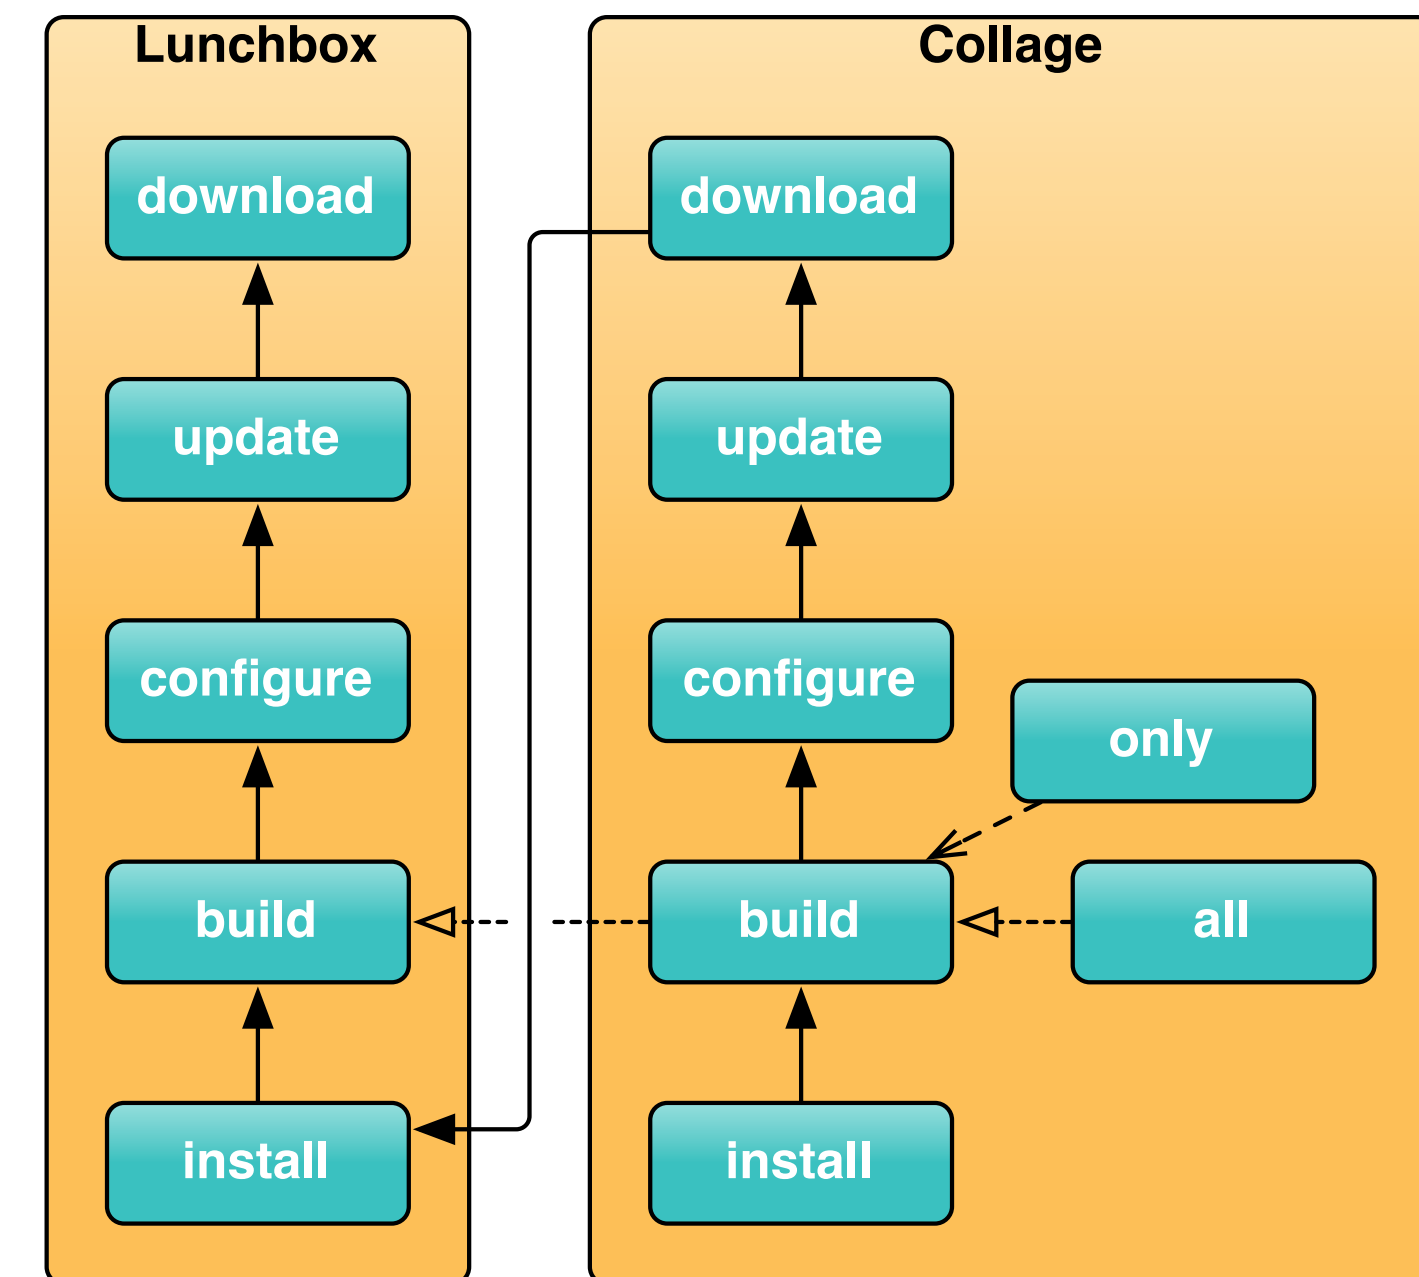 Lunchbox
download
update
configure
build
install
Collage
download
update
configure
only
build
all
install